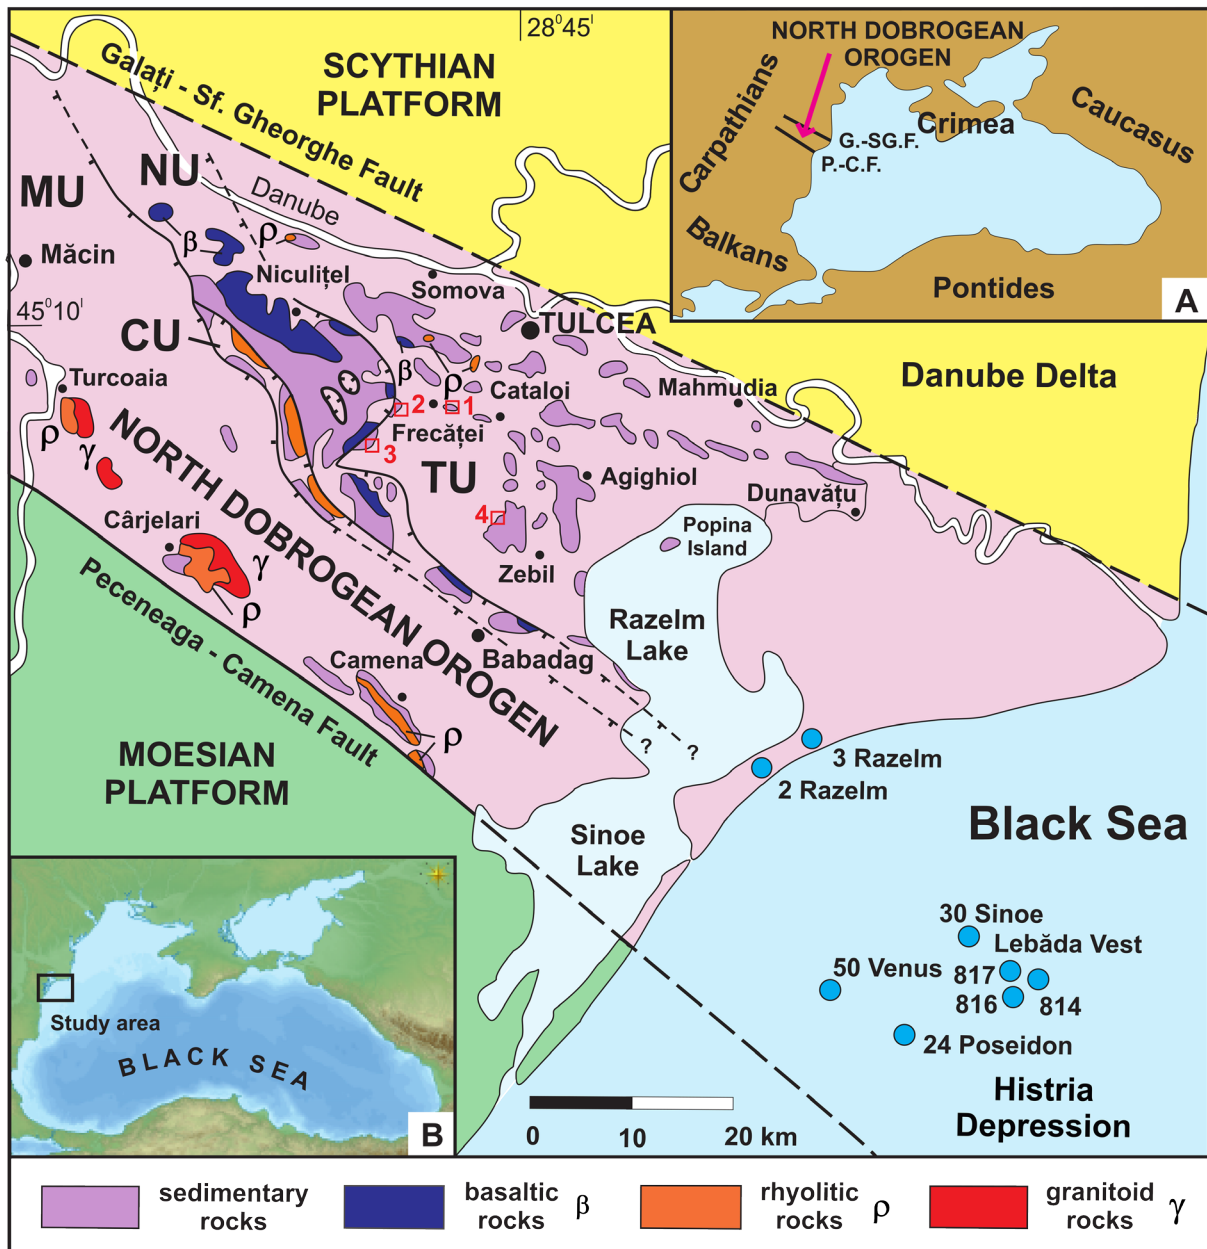 28°45ˡ
SCYTHIAN
PLATFORM
Galați - Sf. Gheorghe Fault
NORTH DOBROGEAN
OROGEN
Carpathians
Crimea
Caucasus
G.-SG.F.
P.-C.F.
Balkans
Pontides
A
MU
NU
Danube
Măcin
β
ρ
Niculițel
Somova
45°10ˡ
CU
TULCEA
Danube Delta
Turcoaia
β
ρ
Cataloi
Mahmudia
2
1
Frecăței
3
ρ
γ
NORTH DOBROGEAN OROGEN
TU
Agighiol
Dunavățu
4
Popina
Island
Cârjelari
Zebil
γ
ρ
Peceneaga - Camena Fault
Razelm
Lake
Camena
Babadag
ρ
?
?
MOESIAN
PLATFORM
3 Razelm
2 Razelm
Black Sea
Sinoe
Lake
30 Sinoe
Lebăda Vest
50 Venus
817
816
814
24 Poseidon
Histria
Depression
Study area
BLACK SEA
B
0
10
20 km
sedimentary
rocks
basaltic
rocks
β
rhyolitic
rocks
ρ
granitoid
rocks
γ